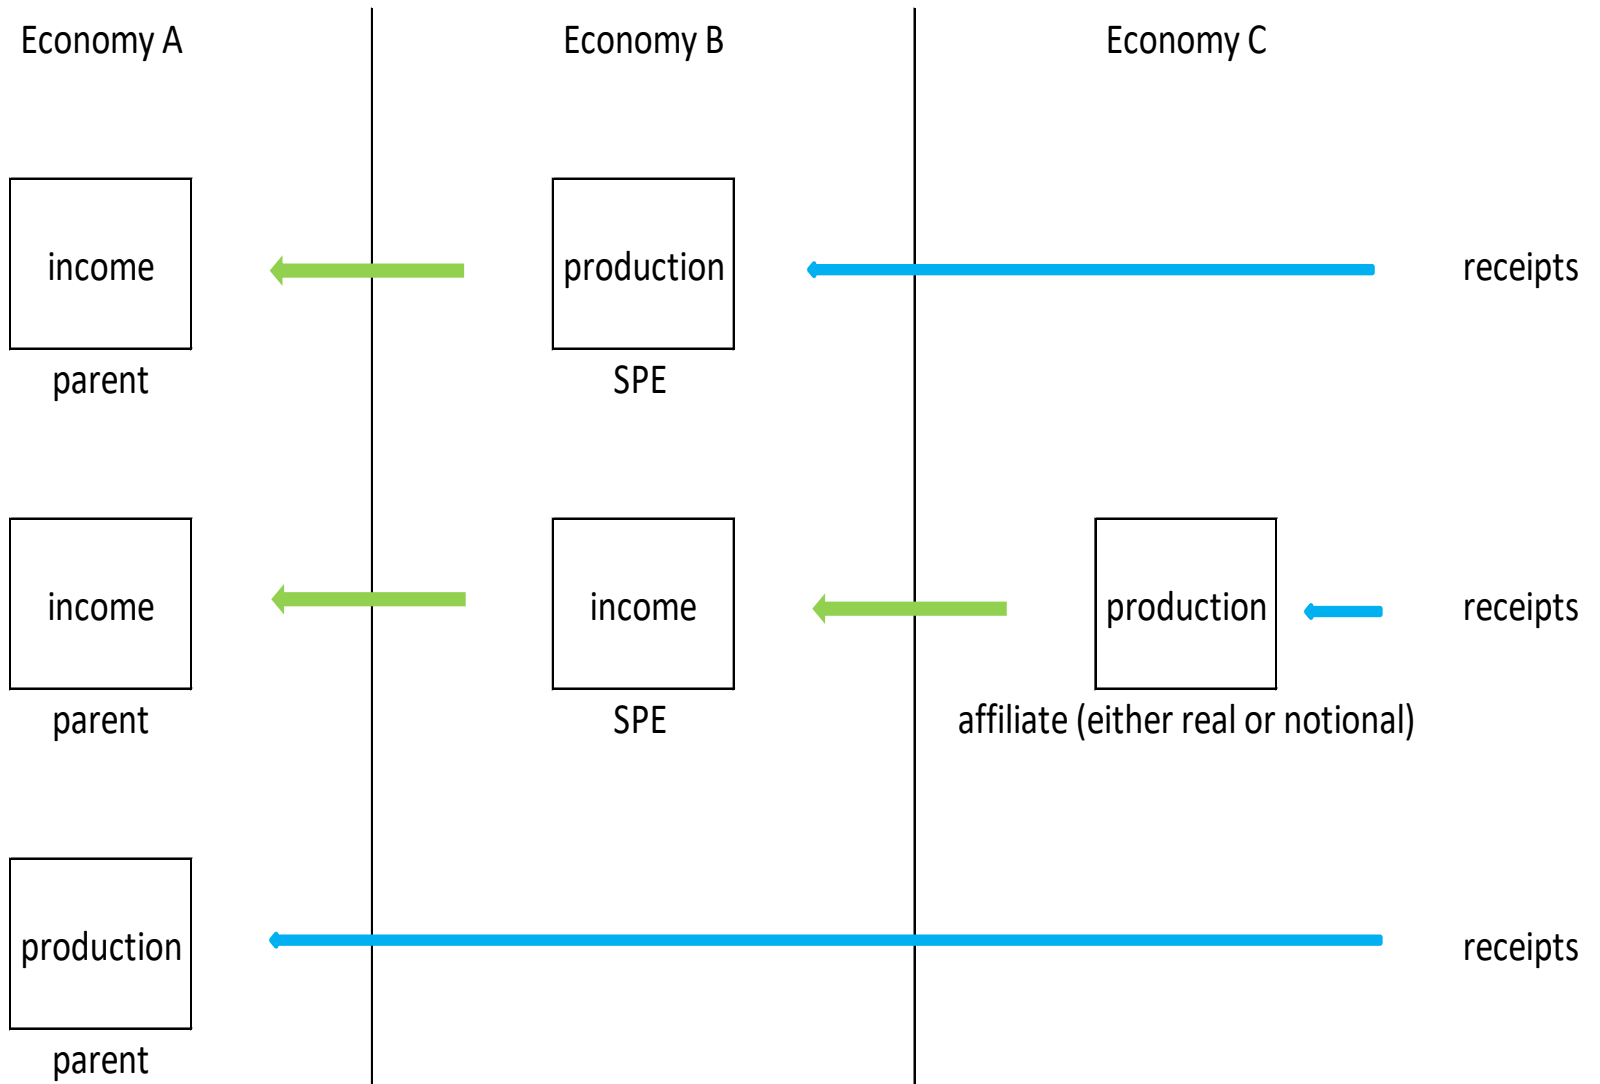 Economy A
Economy B
Economy C
income
production
receipts
parent
SPE
income
income
production
receipts
parent
SPE
affiliate (either real or notional)
production
receipts
parent